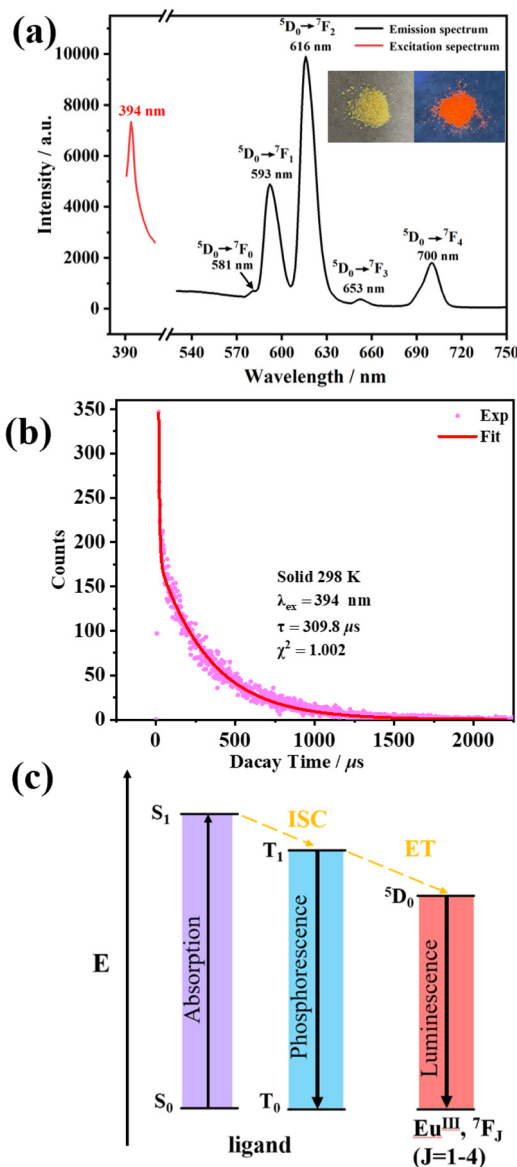 (a)
Emission spectrum
Excitation sepectrum
394 nm
⁵D₀→⁷F₂
616 nm
⁵D₀→⁷F₁
593 nm
⁵D₀→⁷F₀
581 nm
⁵D₀→⁷F₃
653 nm
⁵D₀→⁷F₄
700 nm
Intensity / a.u.
10000
8000
6000
4000
2000
0
390 540 570 600 630 660 690 720 750
Wavelength / nm
(b)
Exp
Fit
Solid 298 K
λex = 394 nm
τ = 309.8 μs
χ² = 1.002
Counts
350
300
250
200
150
100
50
0
0 500 1000 1500 2000
Dacay Time / μs
(c)
E
S₁
ISC
T₁
ET
⁵D₀
Absorption
Phosphorescence
Luminescence
S₀
T₀
ligand
Euᴵᴵᴵ, ⁷FJ
(J=1-4)